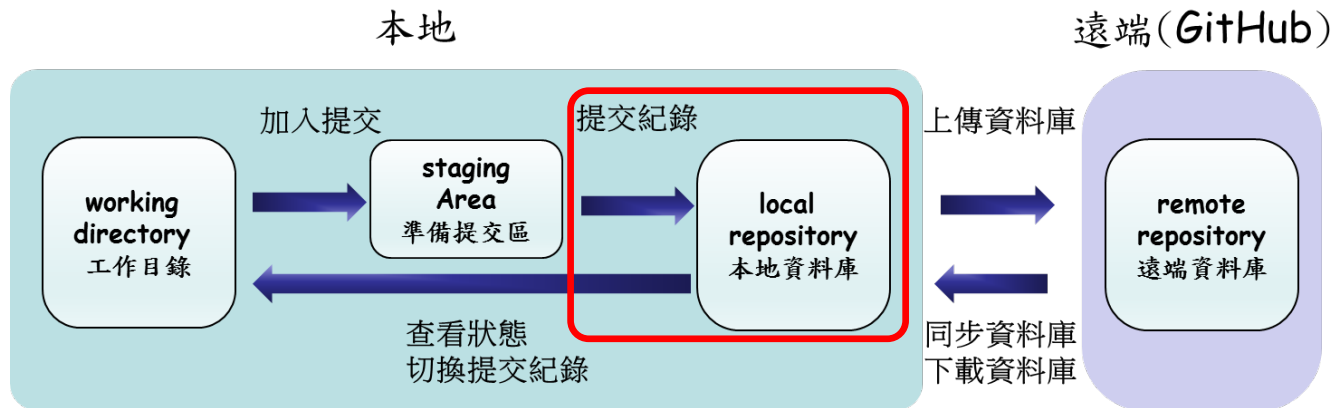 本地
遠端(GitHub)
加入提交
提交紀錄
上傳資料庫
working
directory
工作目錄
staging
Area
準備提交區
local
repository
本地資料庫
remote
repository
遠端資料庫
查看狀態
切換提交紀錄
同步資料庫
下載資料庫